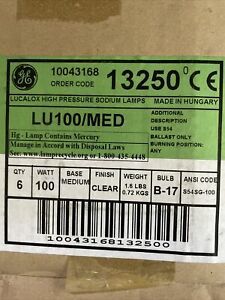 GE
10043168
ORDER CODE
13250 0 CE
LUCALOX HIGH PRESSURE SODIUM LAMPS
MADE IN HUNGARY
LU100/MED
ADDITIONAL
DESCRIPTION
USE S54
BALLAST ONLY
BURNING POSITION:
ANY
Hg - Lamp Contains Mercury
Manage in Accord with Disposal Laws
See www.lamprecycle.org or 1-800 435-4448
QTY
6
WATT
100
BASE
MEDIUM
FINISH
CLEAR
WEIGHT
1.6 LBS
0.72 KGS
BULB
B-17
ANSI CODE
S54SG-100
10043168132500